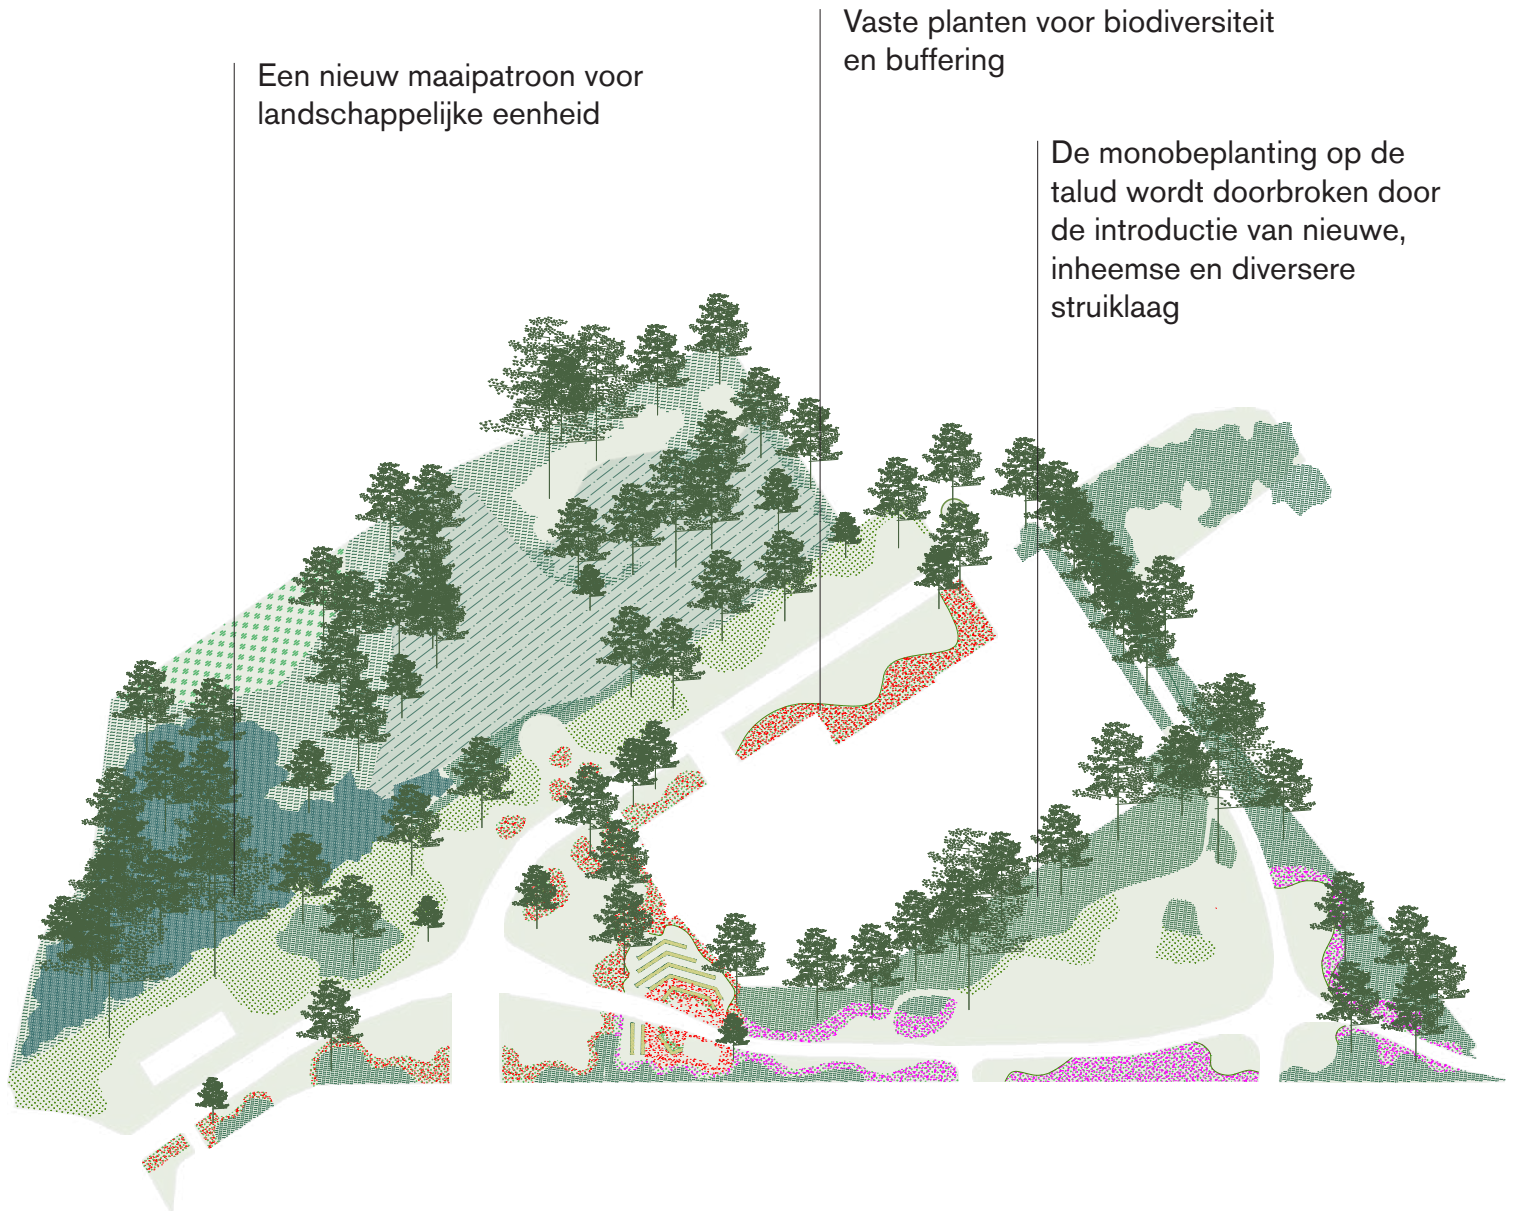 Een nieuw maaipatroon voor
landschappelijke eenheid
Vaste planten voor biodiversiteit
en buffering
De monobeplanting op de
talud wordt doorbroken door
de introductie van nieuwe,
inheemse en diversere
struiklaag